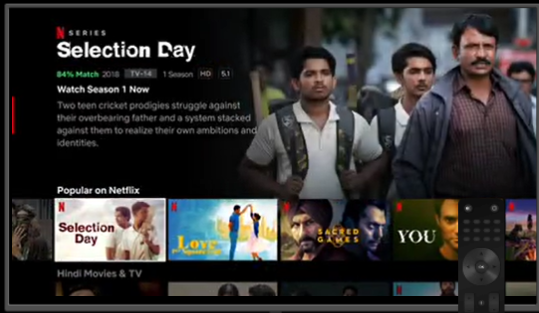 N SERIES
Selection Day
84% Match 2018 TV-14 1 Season HD 5.1
Watch Season 1 Now
Two teen cricket prodigies struggle against
their overbearing father and a system stacked
against them to realize their own ambitions and
identities.
Popular on Netflix
N
Selection
Day
N
Love
per Square Foot
N
SACRED
GAMES
N
YOU
N
Hindi Movies & TV
N